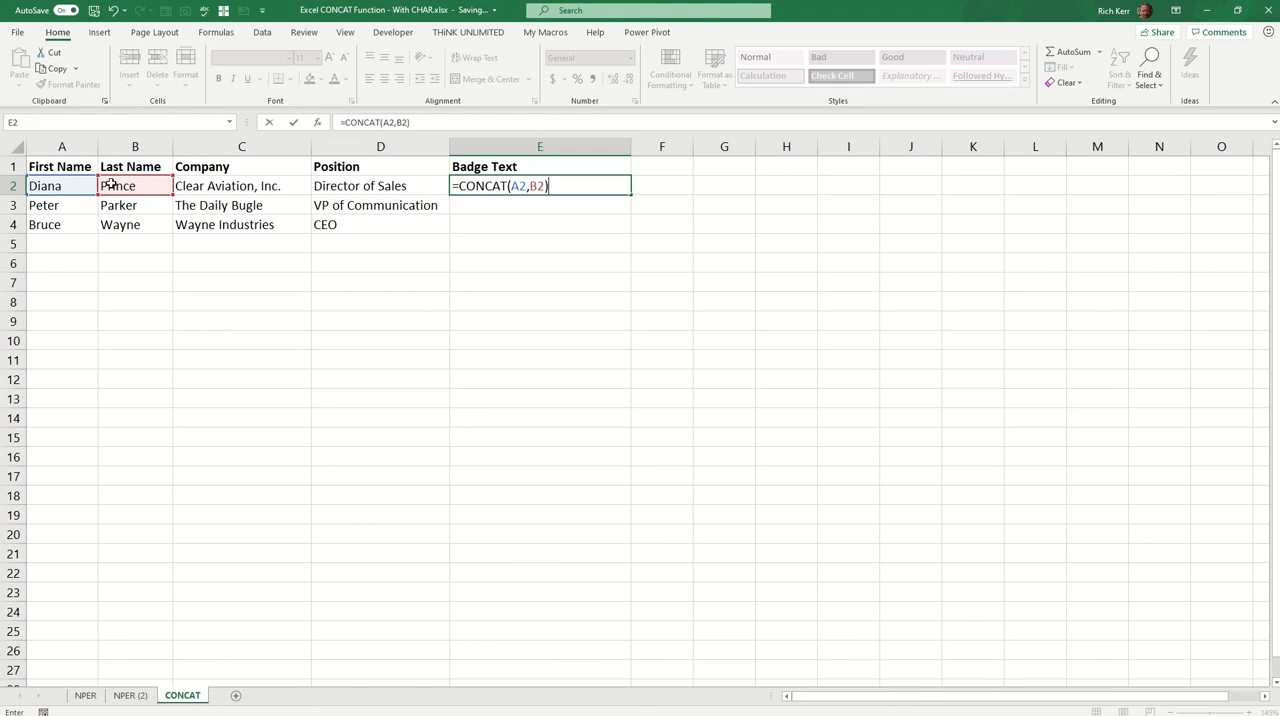 AutoSave On Excel CONCAT Function - With CHAR.xlsx - Saving... Search Rich Kerr
File Home Insert Page Layout Formulas Data Review View Developer THINK UNLIMITED My Macros Help Power Pivot Share Comments
Paste Cut Copy Format Painter
Clipboard
Insert Delete Format
Cells
11 A A
B I U A
Font
Wrap Text
Merge & Center
Alignment
General
$ % ,
Number
Conditional Formatting Format as Table
Normal Bad Good Neutral
Calculation Check Cell Explanatory ... Followed Hy...
Styles
AutoSum Fill Clear
Sort & Filter Find & Select
Editing
Ideas
Ideas
E2 fx =CONCAT(A2,B2)
A B C D E F G H I J K L M N O
1 First Name Last Name Company Position Badge Text
2 Diana Prince Clear Aviation, Inc. Director of Sales =CONCAT(A2,B2)
3 Peter Parker The Daily Bugle VP of Communication
4 Bruce Wayne Wayne Industries CEO
5
6
7
8
9
10
11
12
13
14
15
16
17
18
19
20
21
22
23
24
25
26
27
NPER NPER (2) CONCAT
Enter 145%